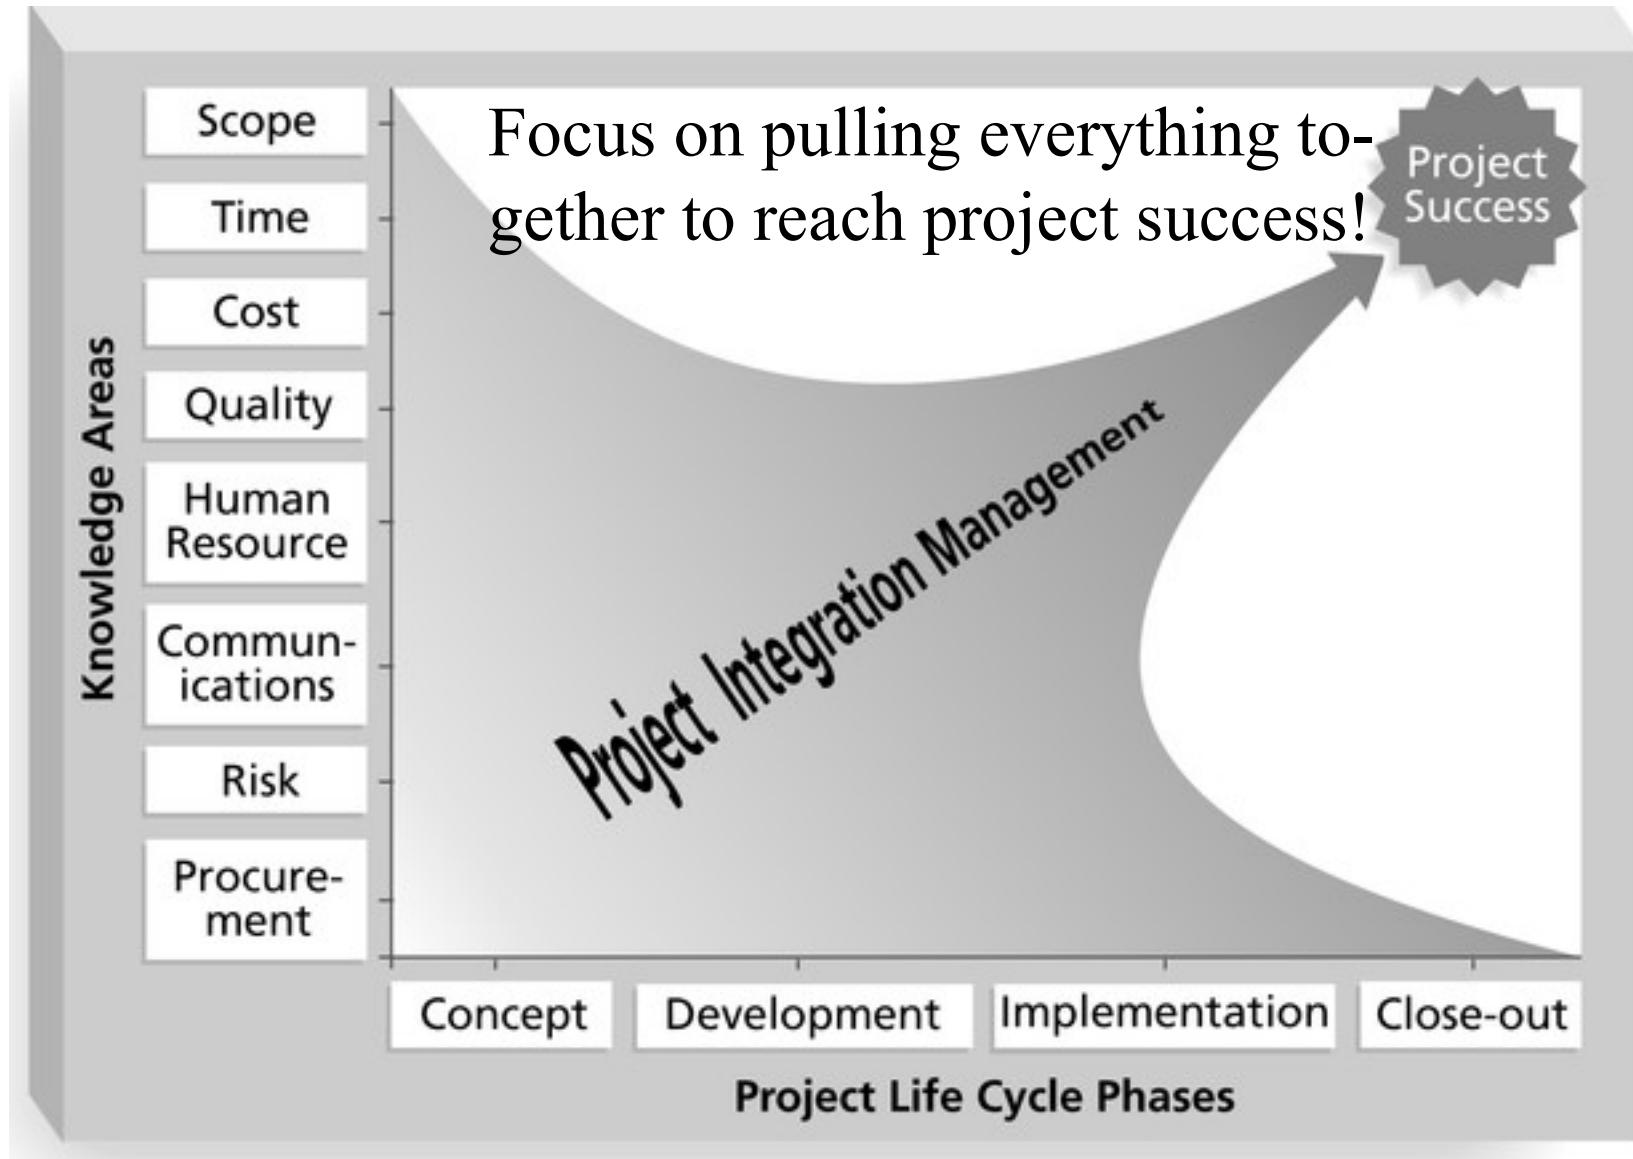 Focus on pulling everything to-
gether to reach project success!
Project
Success
Knowledge Areas
Scope
Time
Cost
Quality
Human
Resource
Commun-
ications
Risk
Procure-
ment
Project Integration Management
Concept
Development
Implementation
Close-out
Project Life Cycle Phases